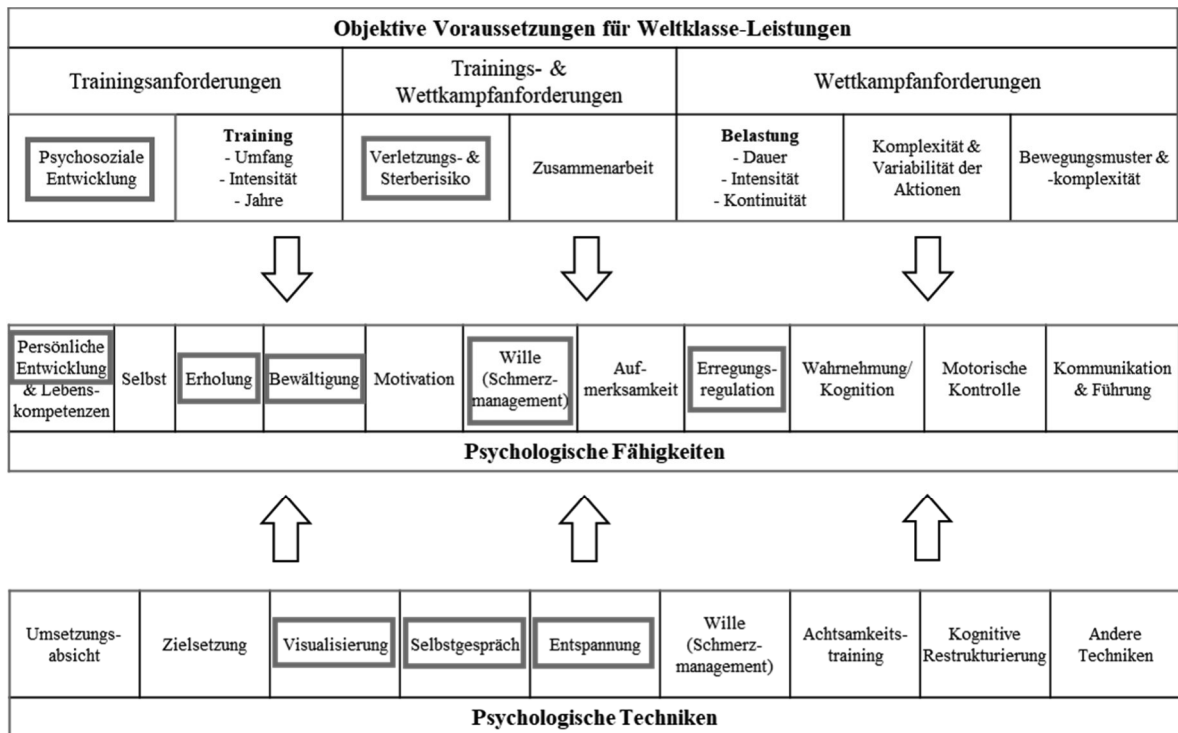 Objektive Voraussetzungen für Weltklasse-Leistungen
Trainingsanforderungen
Trainings- &
Wettkampfanforderungen
Wettkampfanforderungen
Psychosoziale
Entwicklung
Training
- Umfang
- Intensität
- Jahre
Verletzungs- &
Sterberisiko
Zusammenarbeit
Belastung
- Dauer
- Intensität
- Kontinuität
Komplexität &
Variabilität der
Aktionen
Bewegungsmuster &
-komplexität
Persönliche
Entwicklung
& Lebens-
kompetenzen
Selbst
Erholung
Bewältigung
Motivation
Wille
(Schmerz-
management)
Auf-
merksamkeit
Erregungs-
regulation
Wahrnehmung/
Kognition
Motorische
Kontrolle
Kommunikation
& Führung
Psychologische Fähigkeiten
Umsetzungs-
absicht
Zielsetzung
Visualisierung
Selbstgespräch
Entspannung
Wille
(Schmerz-
management)
Achtsamkeits-
training
Kognitive
Restrukturierung
Andere
Techniken
Psychologische Techniken